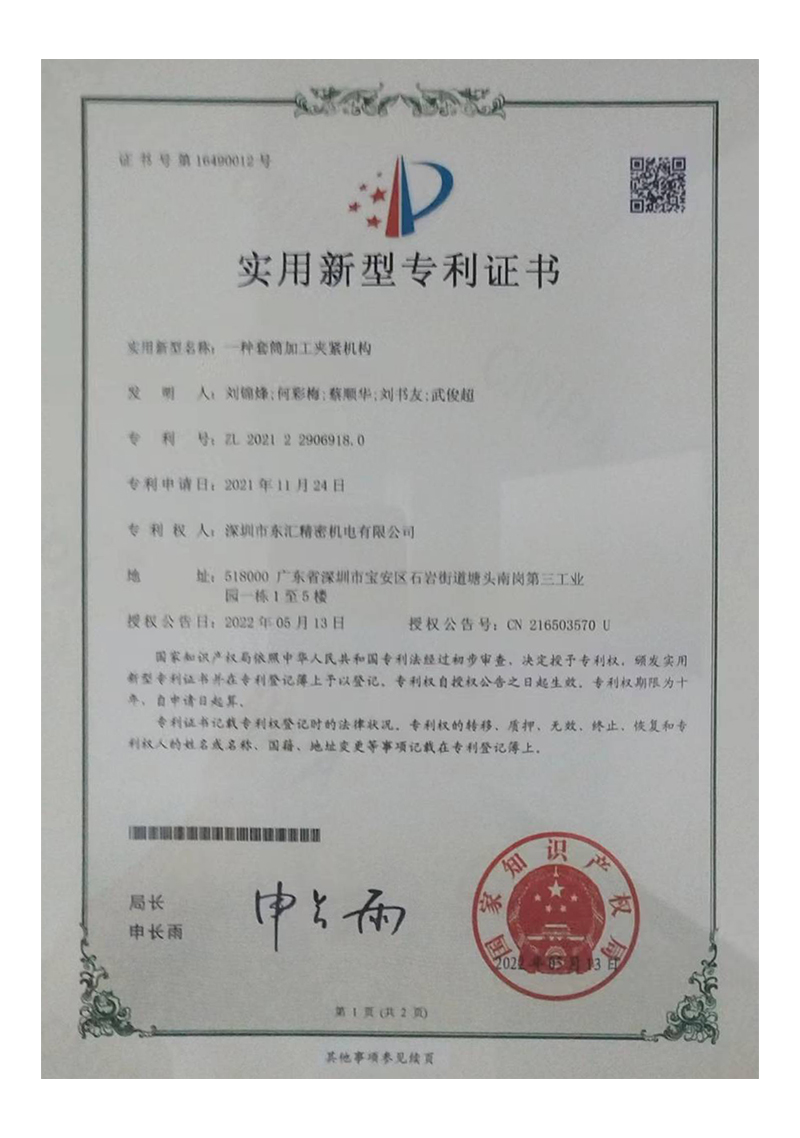 证书号第16490012号
实用新型专利证书
实用新型名称：一种套筒加工夹紧机构
发明人：刘锦烽;何彩梅;蔡顺华;刘书友;武俊超
专利号：ZL 2021 2 2906918.0
专利申请日：2021年11月24日
专利权人：深圳市东汇精密机电有限公司
地址：518000 广东省深圳市宝安区石岩街道塘头南岗第三工业
园一栋1至5楼
授权公告日：2022年05月13日 授权公告号：CN 216503570 U
国家知识产权局依照中华人民共和国专利法经过初步审查，决定授予专利权，颁发实用
新型专利证书并在专利登记簿上予以登记。专利权自授权公告之日起生效。专利权期限为十
年，自申请日起算。
专利证书记载专利权登记时的法律状况。专利权的转移、质押、无效、终止、恢复和专
利权人的姓名或名称、国籍、地址变更等事项记载在专利登记簿上。
局长
申长雨
申长雨
国家知识产权局
2022年05月13日
第1页(共2页)
其他事项参见续页